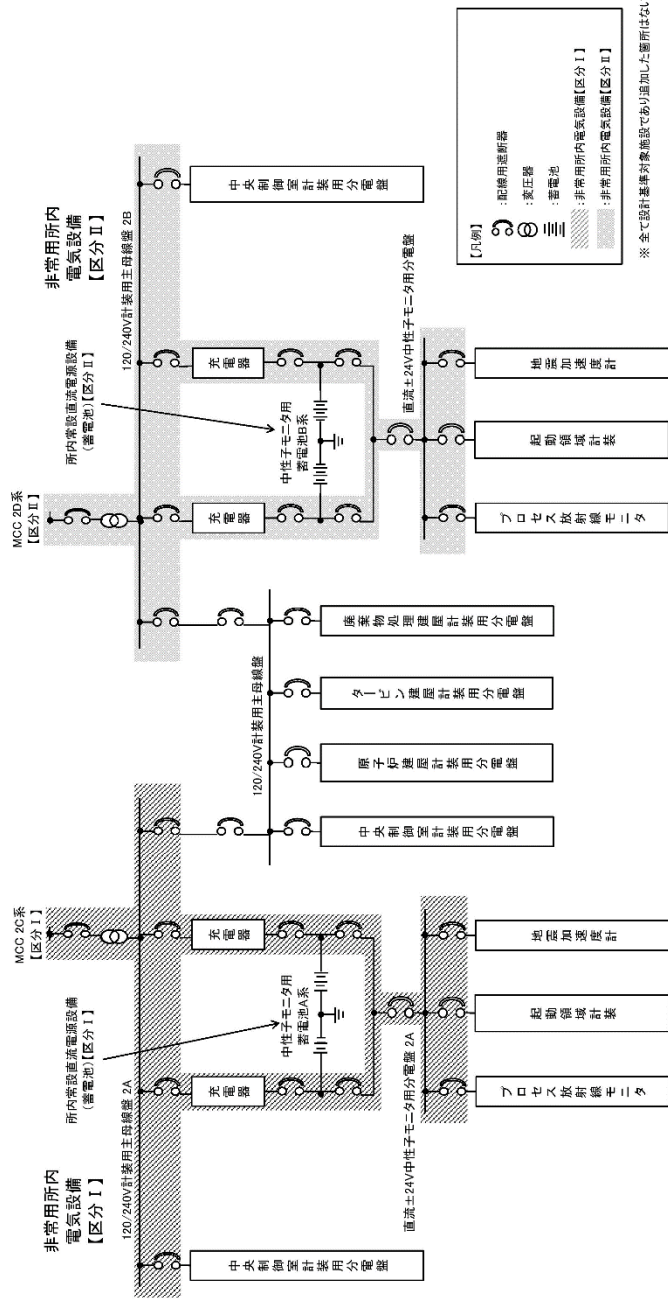 非常用所内
電気設備
【区分Ⅰ】
120/240V計装用主母線盤 2A
所内常設直流電源設備
(蓄電池)【区分Ⅰ】
MCC 2C系
【区分Ⅰ】
充電器
充電器
中性子モニタ用
蓄電池A系
直流±24V中性子モニタ用分電盤 2A
中央制御室計装用分電盤
プロセス放射線モニタ
起動領域計装
地震加速度計
120/240V計装用主母線盤
中央制御室計装用分電盤
原子炉建屋計装用分電盤
タービン建屋計装用分電盤
廃棄物処理建屋計装用分電盤
MCC 2D系
【区分Ⅱ】
所内常設直流電源設備
(蓄電池)【区分Ⅱ】
非常用所内
電気設備
【区分Ⅱ】
120/240V計装用主母線盤 2B
充電器
充電器
中性子モニタ用
蓄電池B系
直流±24V中性子モニタ用分電盤
中央制御室計装用分電盤
プロセス放射線モニタ
起動領域計装
地震加速度計
【凡例】
:配線用遮断器
:変圧器
:蓄電池
:非常用所内電気設備【区分Ⅰ】
:非常用所内電気設備【区分Ⅱ】
※ 全て設計基準対象施設であり追加した箇所はない